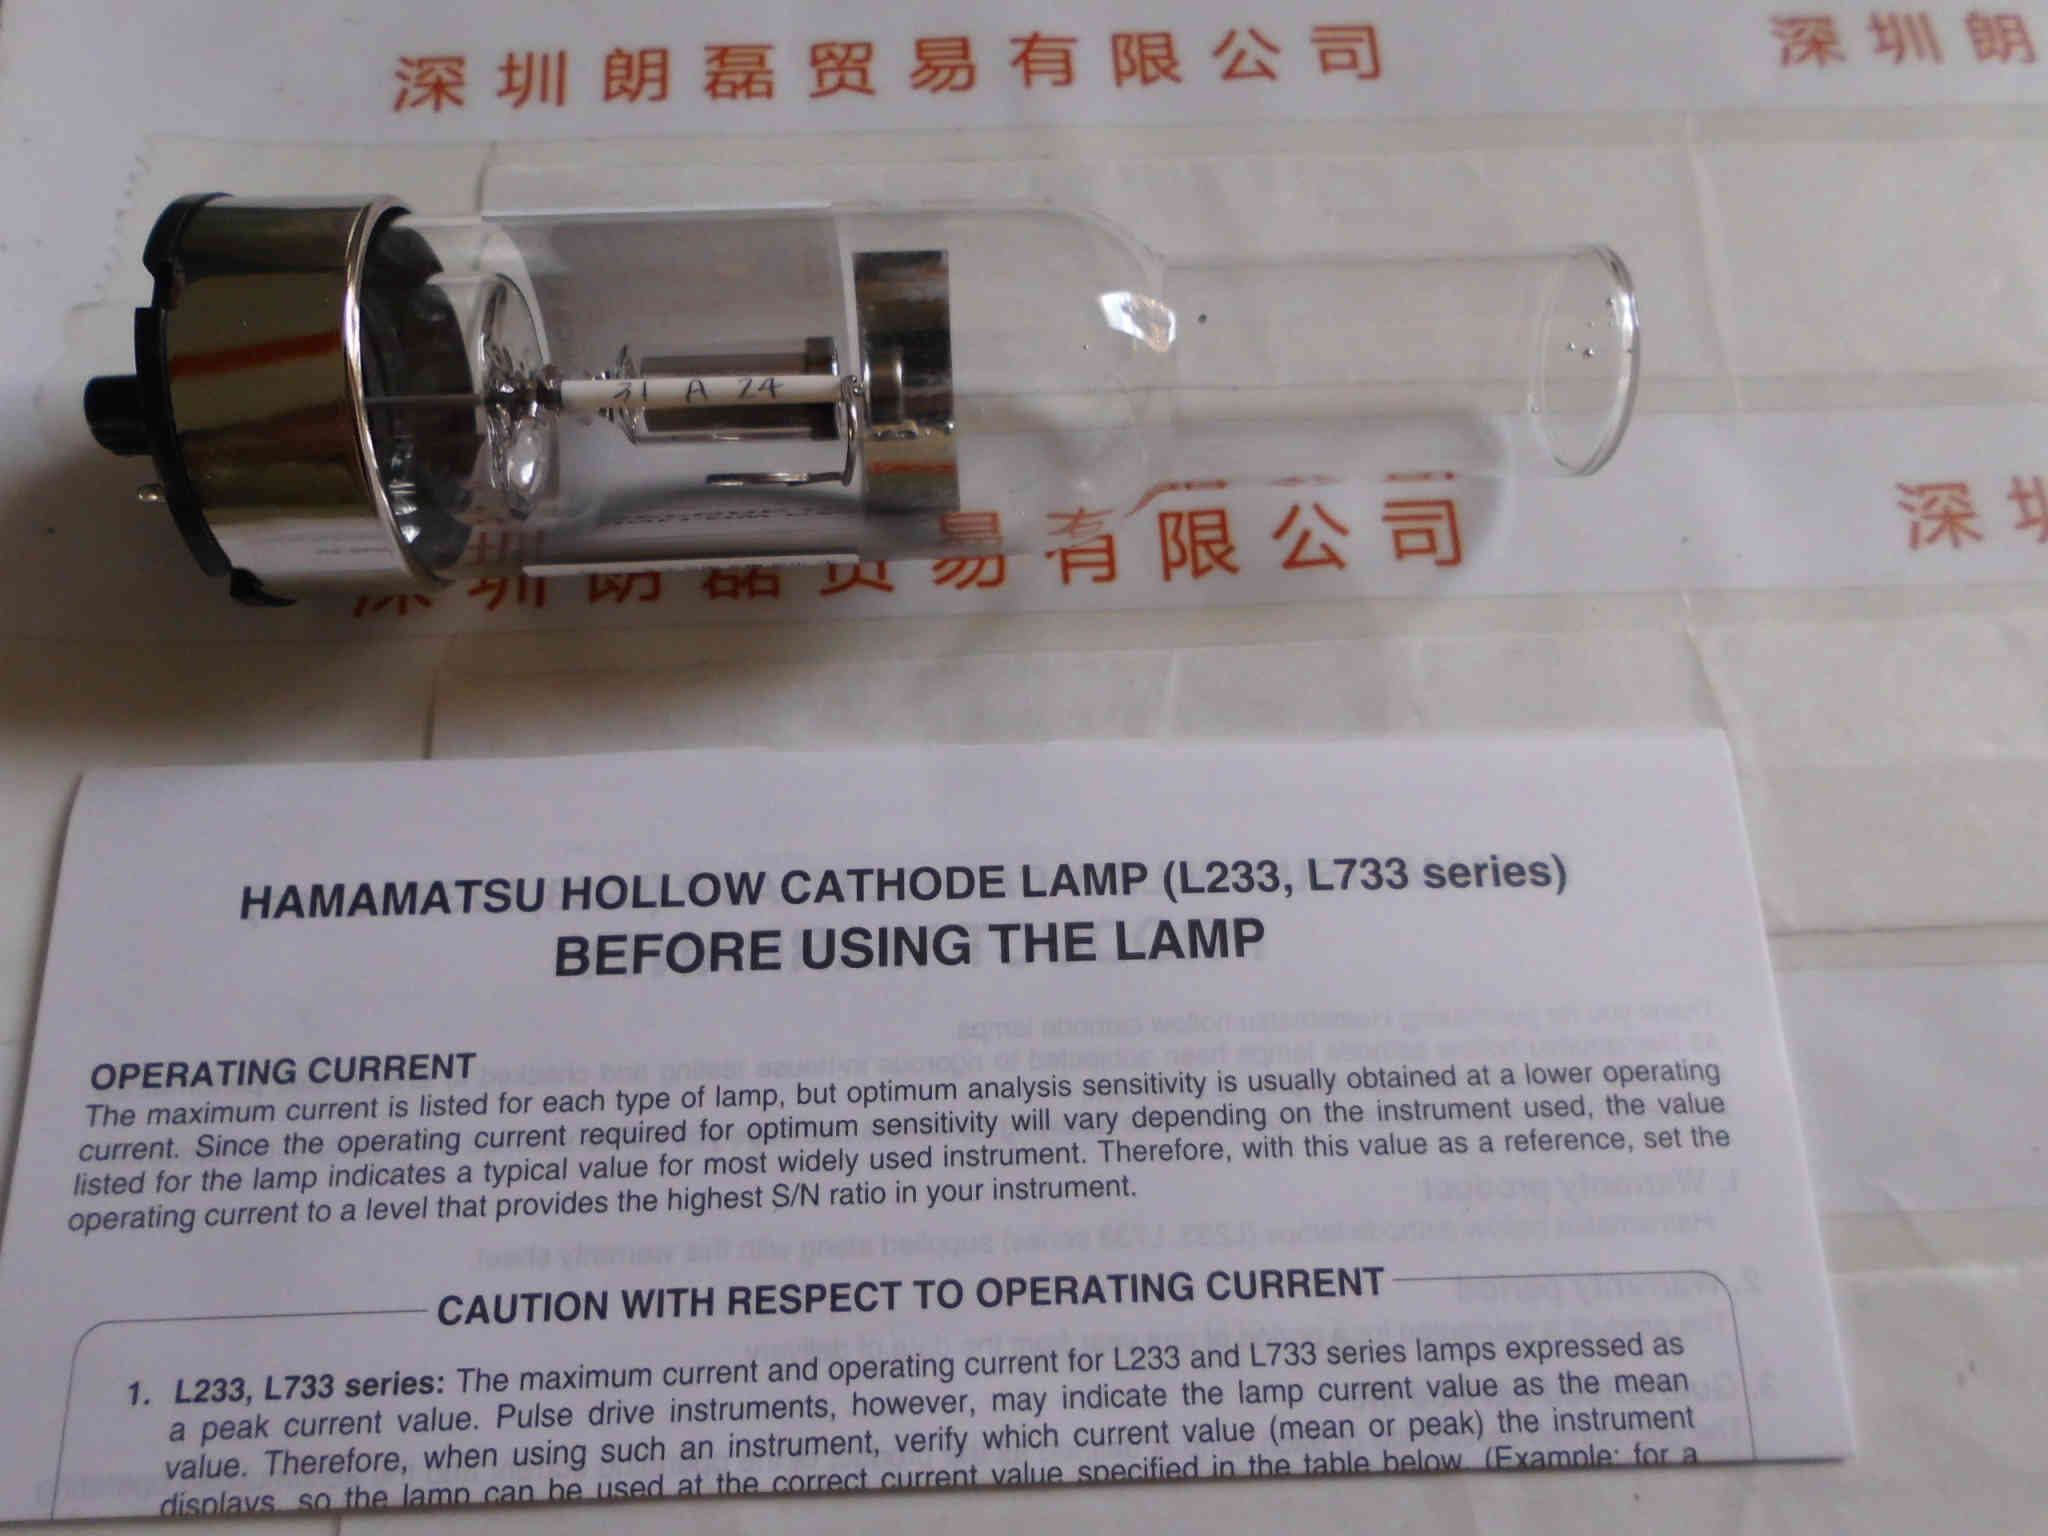 深圳朗磊贸易有限公司
深圳朗
31 A 24
深圳朗磊贸易有限公司
深圳
HAMAMATSU HOLLOW CATHODE LAMP (L233, L733 series)
BEFORE USING THE LAMP
OPERATING CURRENT
The maximum current is listed for each type of lamp, but optimum analysis sensitivity is usually obtained at a lower operating
current. Since the operating current required for optimum sensitivity will vary depending on the instrument used, the value
listed for the lamp indicates a typical value for most widely used instrument. Therefore, with this value as a reference, set the
operating current to a level that provides the highest S/N ratio in your instrument.
CAUTION WITH RESPECT TO OPERATING CURRENT
1. L233, L733 series: The maximum current and operating current for L233 and L733 series lamps expressed as
a peak current value. Pulse drive instruments, however, may indicate the lamp current value as the mean
value. Therefore, when using such an instrument, verify which current value (mean or peak) the instrument
displays, so the lamp can be used at the correct current value specified in the table below. (Example: for a